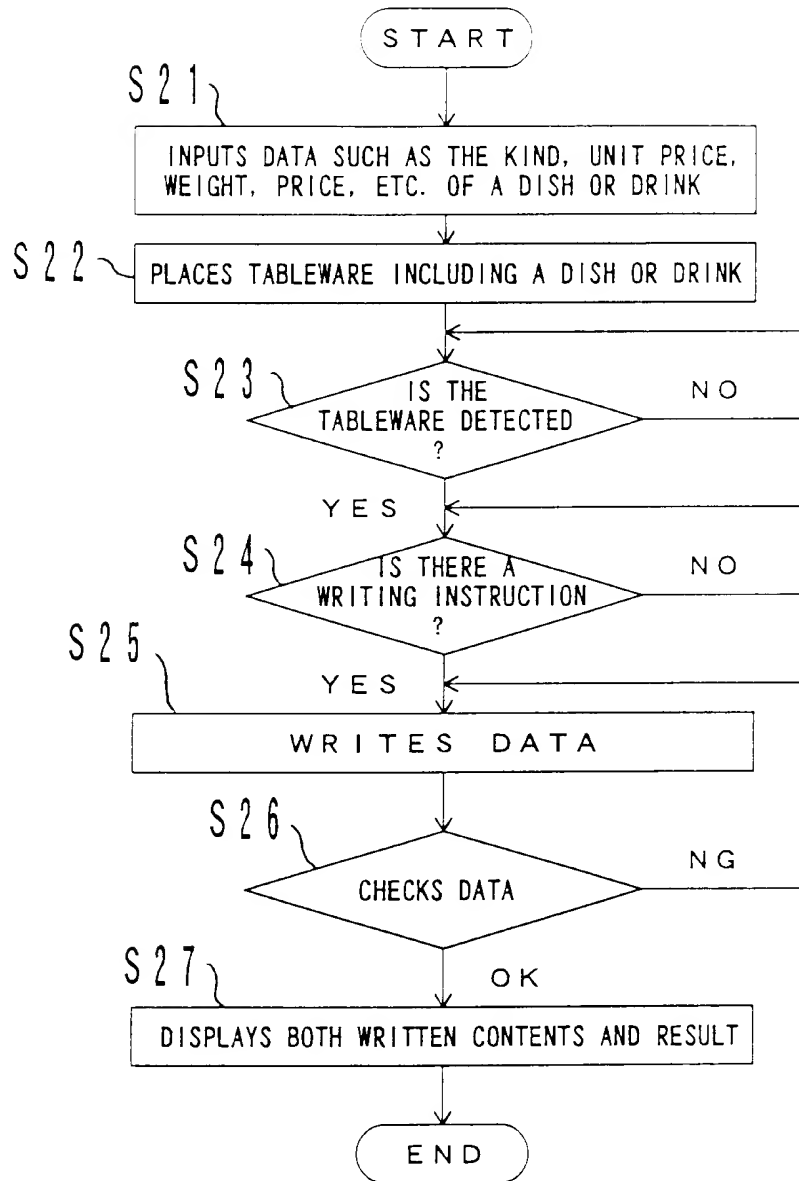 START
S21
INPUTS DATA SUCH AS THE KIND, UNIT PRICE,
WEIGHT, PRICE, ETC. OF A DISH OR DRINK
S22
PLACES TABLEWARE INCLUDING A DISH OR DRINK
S23
IS THE
TABLEWARE DETECTED
?
NO
YES
S24
IS THERE A
WRITING INSTRUCTION
?
NO
YES
S25
WRITES DATA
S26
CHECKS DATA
NG
OK
S27
DISPLAYS BOTH WRITTEN CONTENTS AND RESULT
END